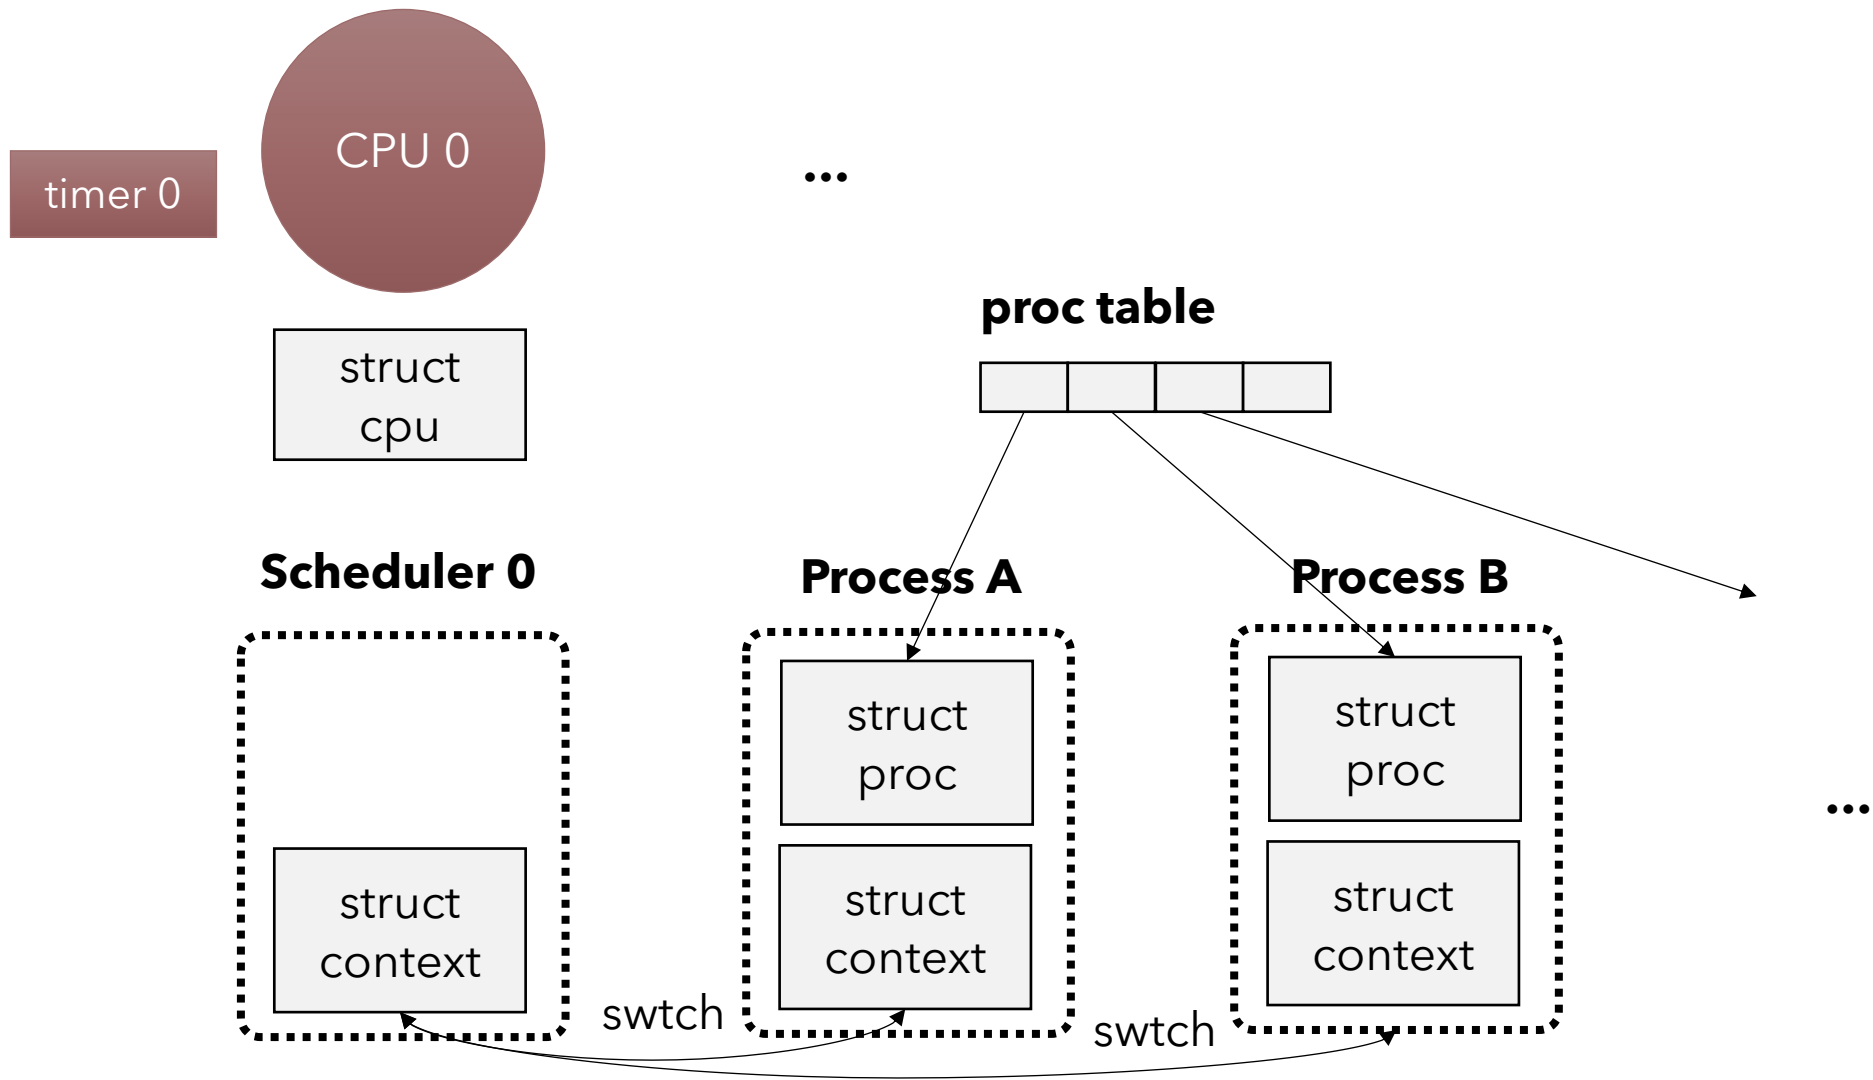 CPU 0
timer 0
...
proc table
struct
cpu
Scheduler 0
Process A
Process B
struct
proc
struct
proc
...
struct
context
struct
context
struct
context
swtch
swtch